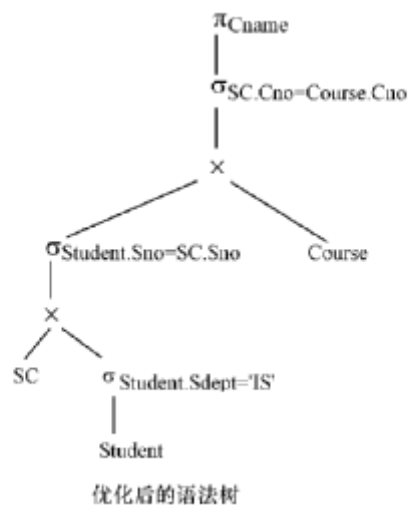 πCname
σSC.Cno=Course.Cno
×
σStudent.Sno=SC.Sno
Course
×
SC
σ Student.Sdept='IS'
Student
优化后的语法树